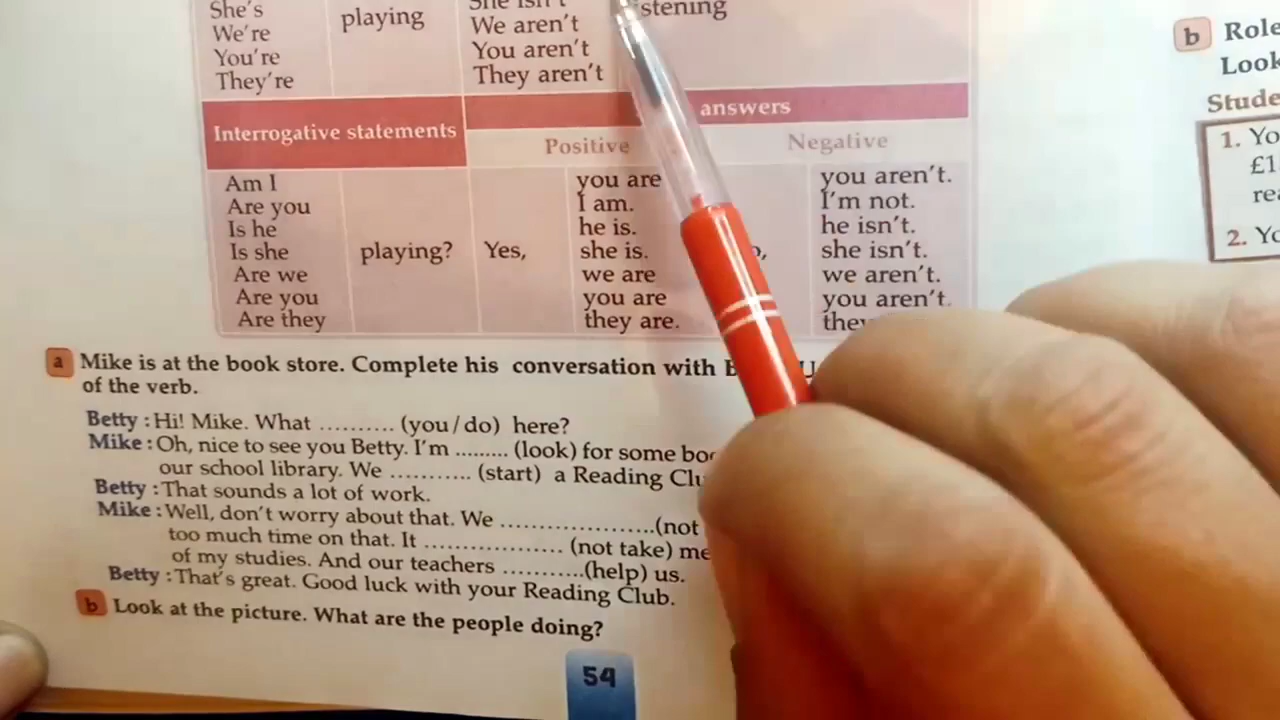 She's
We're
You're
They're
playing
She isn't
We aren't
You aren't
They aren't
Interrogative statements
answers
Positive
Negative
Am I
Are you
Is he
Is she
Are we
Are you
Are they
playing?
Yes,
you are
I am.
he is.
she is.
we are
you are
they are.
you aren't.
I'm not.
he isn't.
she isn't.
we aren't.
you aren't.
a Mike is at the book store. Complete his conversation with
of the verb.
Betty : Hi! Mike. What .......... (you/do) here?
Mike : Oh, nice to see you Betty. I'm ......... (look) for some
our school library. We ........... (start) a Reading
Betty : That sounds a lot of work.
Mike : Well, don't worry about that. We .....................(not
too much time on that. It ................... (not take) me
of my studies. And our teachers ...........(help) us.
Betty : That's great. Good luck with your Reading Club.
b Look at the picture. What are the people doing?
54
b
Look
1.
£1
2.